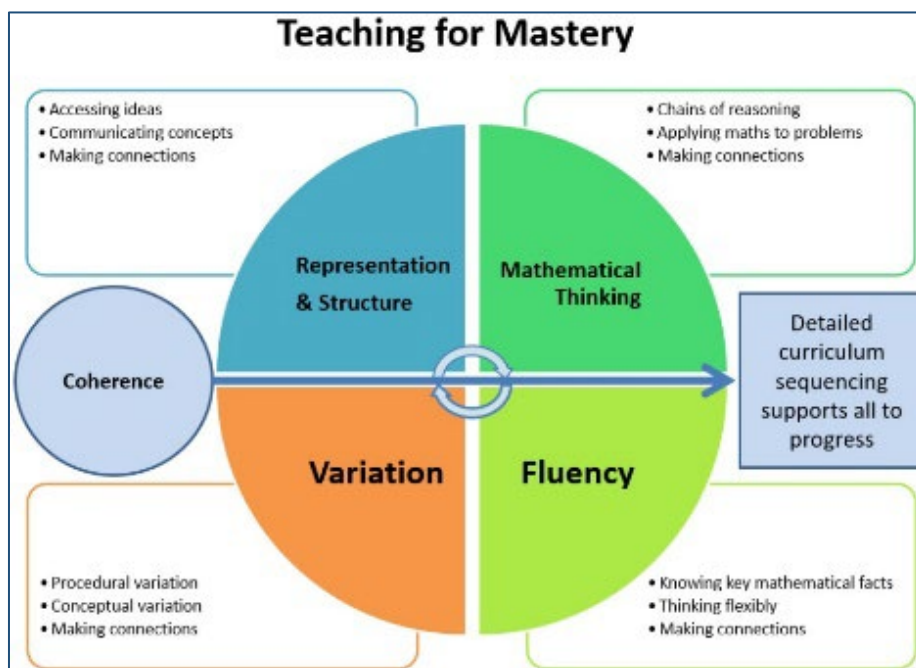 Teaching for Mastery
• Accessing ideas
• Communicating concepts
• Making connections
• Chains of reasoning
• Applying maths to problems
• Making connections
Representation
& Structure
Mathematical
Thinking
Coherence
Detailed
curriculum
sequencing
supports all to
progress
Variation
Fluency
• Procedural variation
• Conceptual variation
• Making connections
• Knowing key mathematical facts
• Thinking flexibly
• Making connections